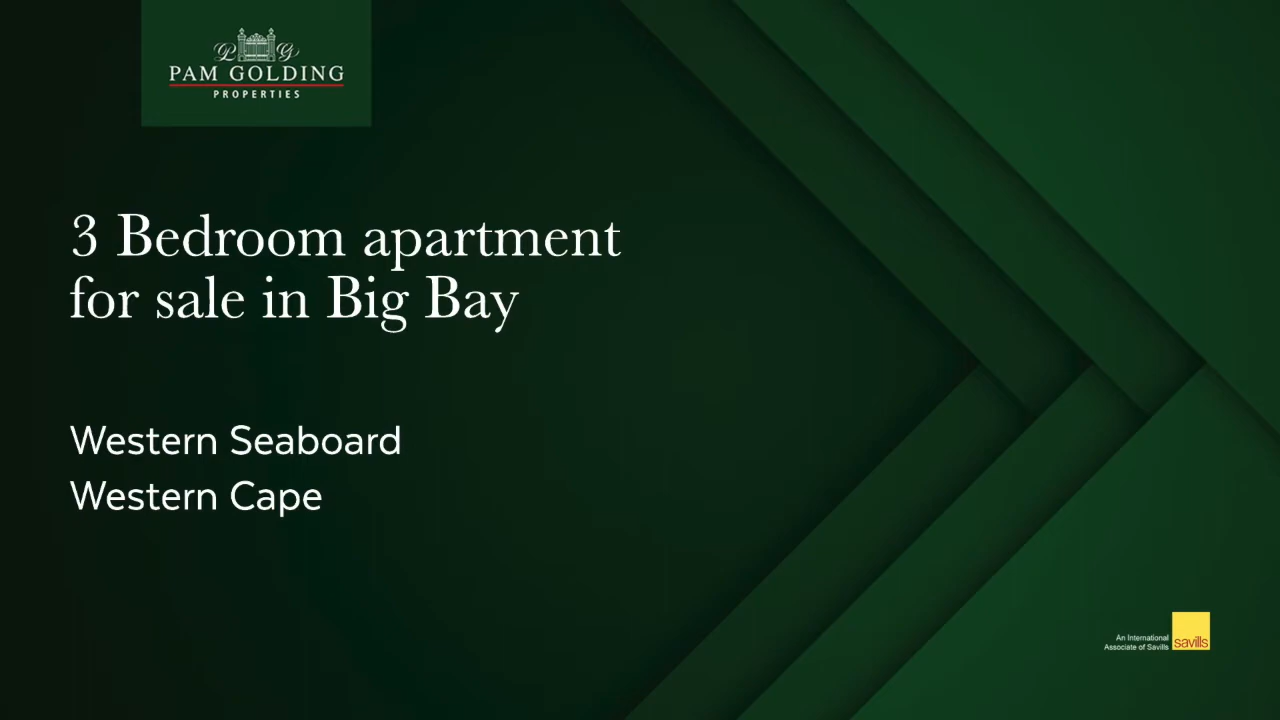 PAM GOLDING
PROPERTIES
3 Bedroom apartment
for sale in Big Bay
Western Seaboard
Western Cape
An International
Associate of Savills
savills